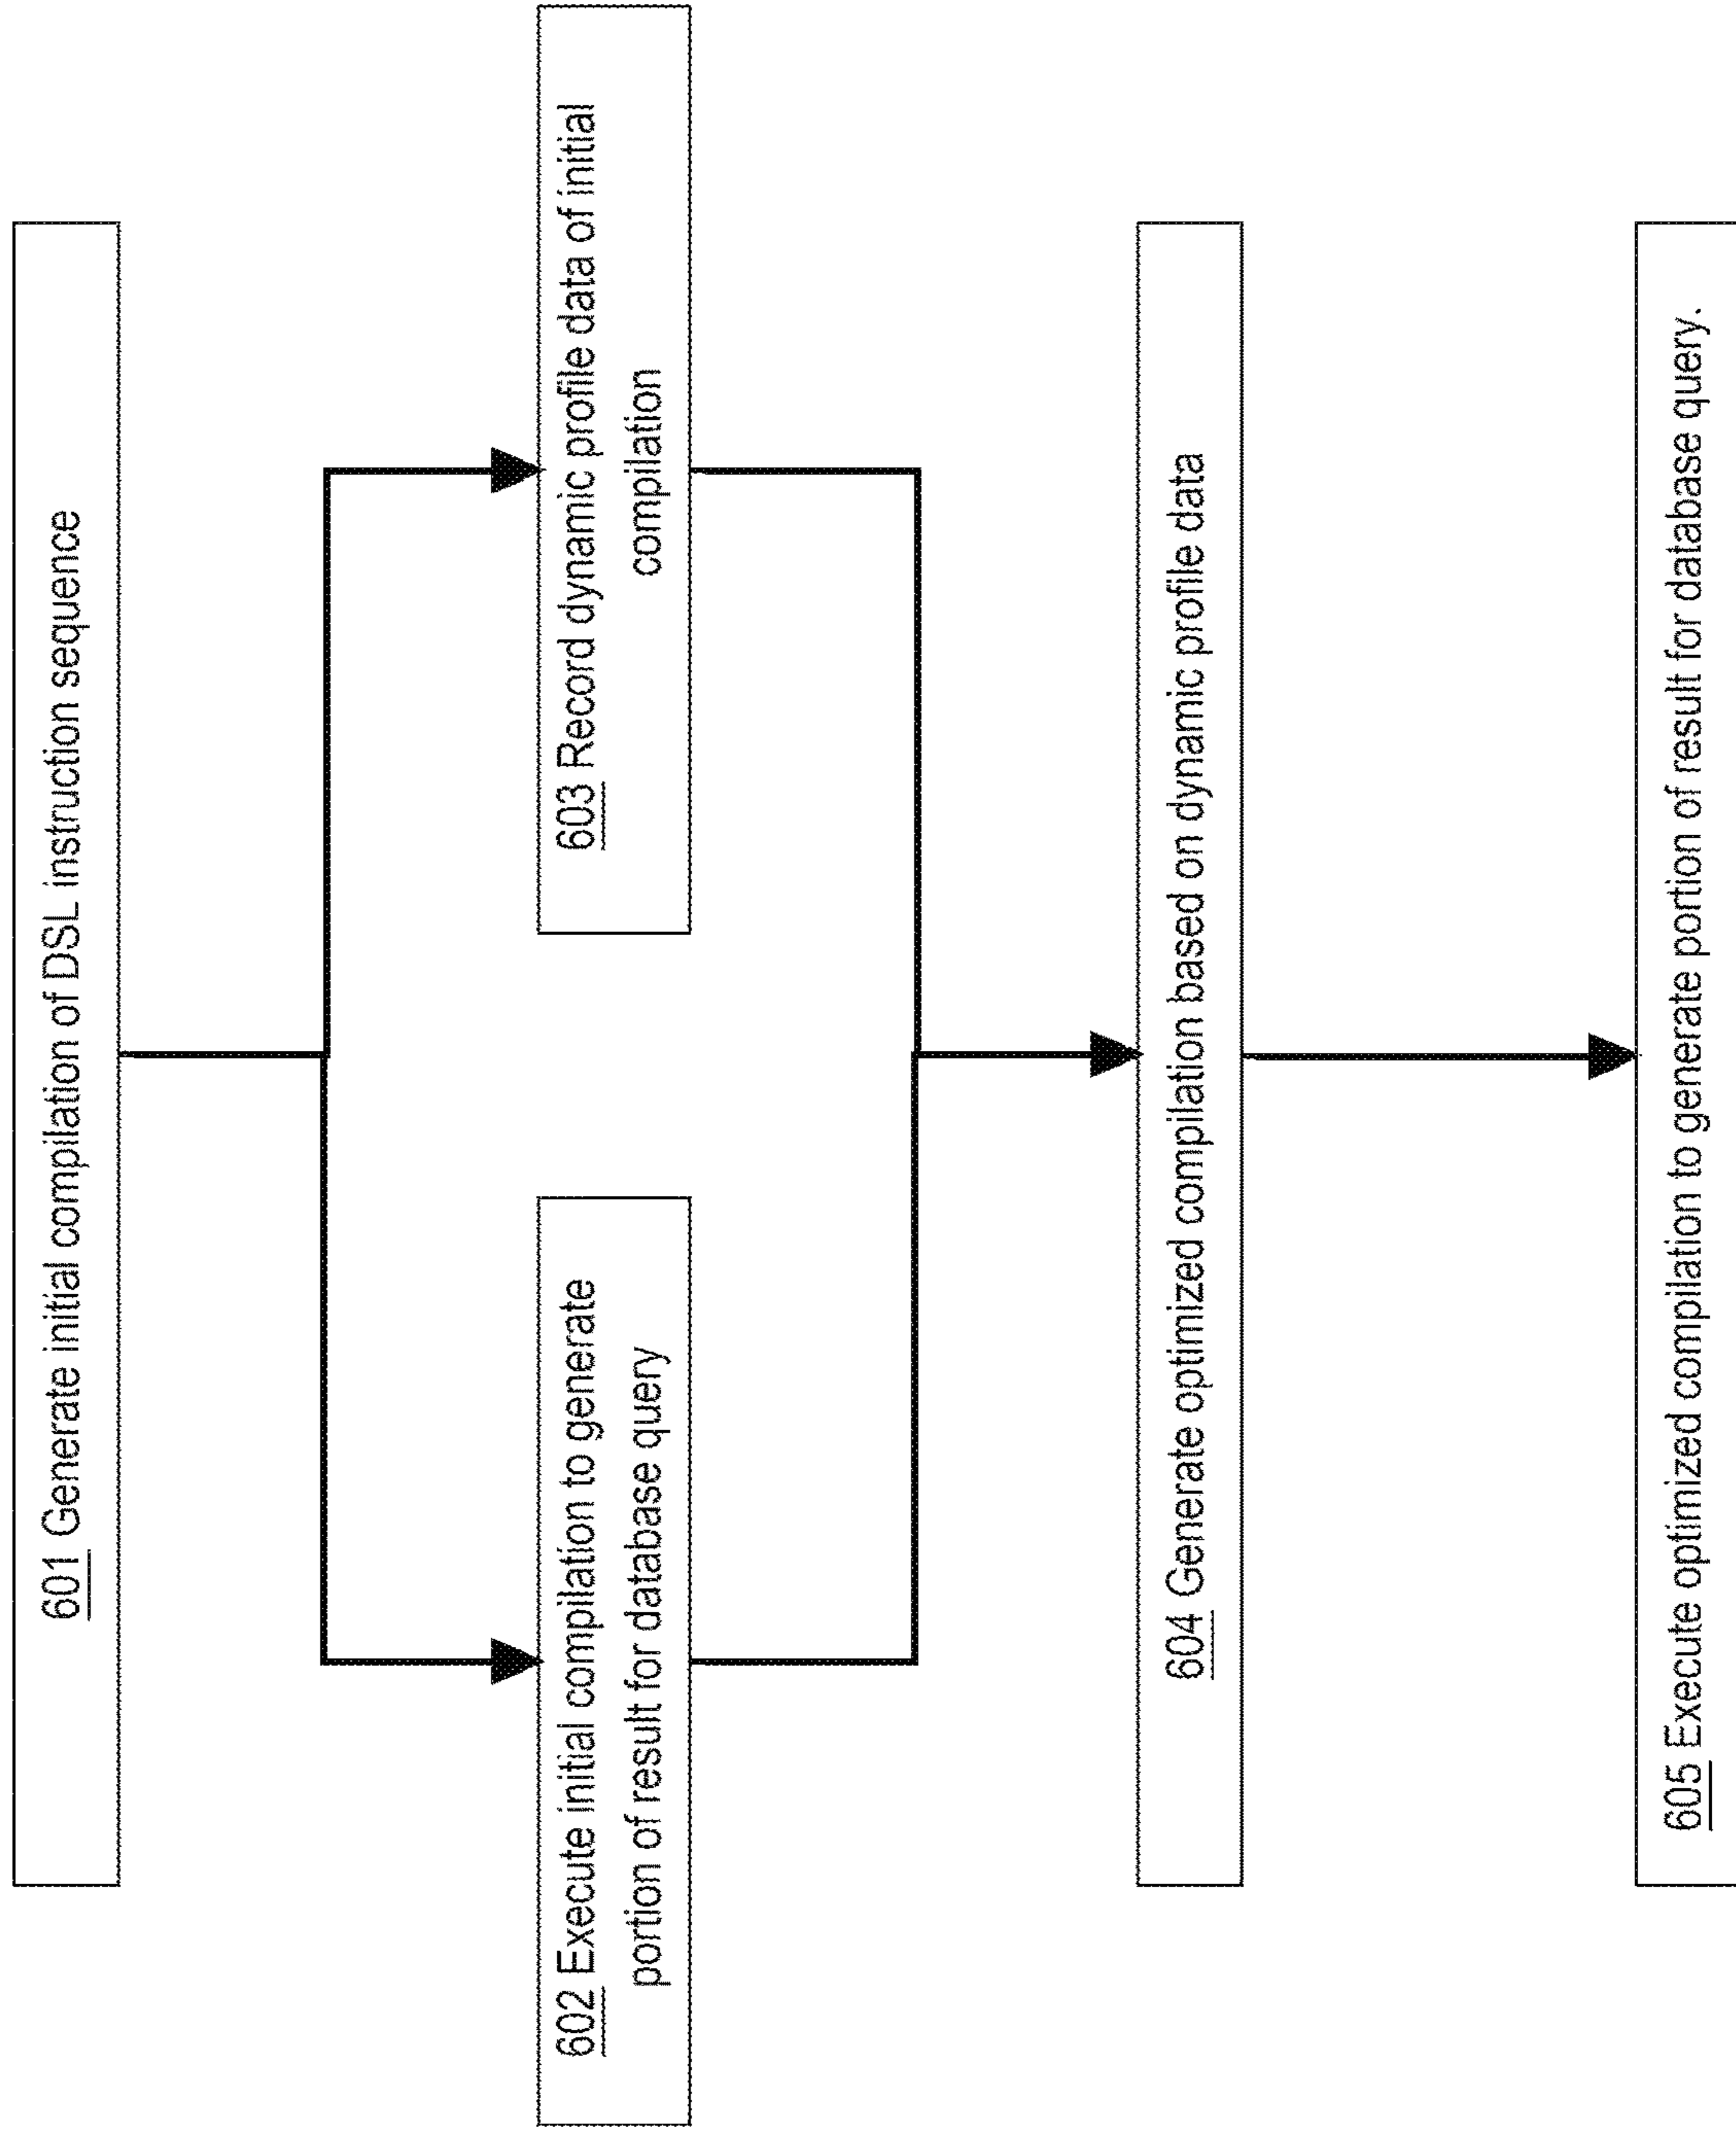 601 Generate initial compilation of DSL instruction sequence
602 Execute initial compilation to generate
portion of result for database query
603 Record dynamic profile data of initial
compilation
604 Generate optimized compilation based on dynamic profile data
605 Execute optimized compilation to generate portion of result for database query.